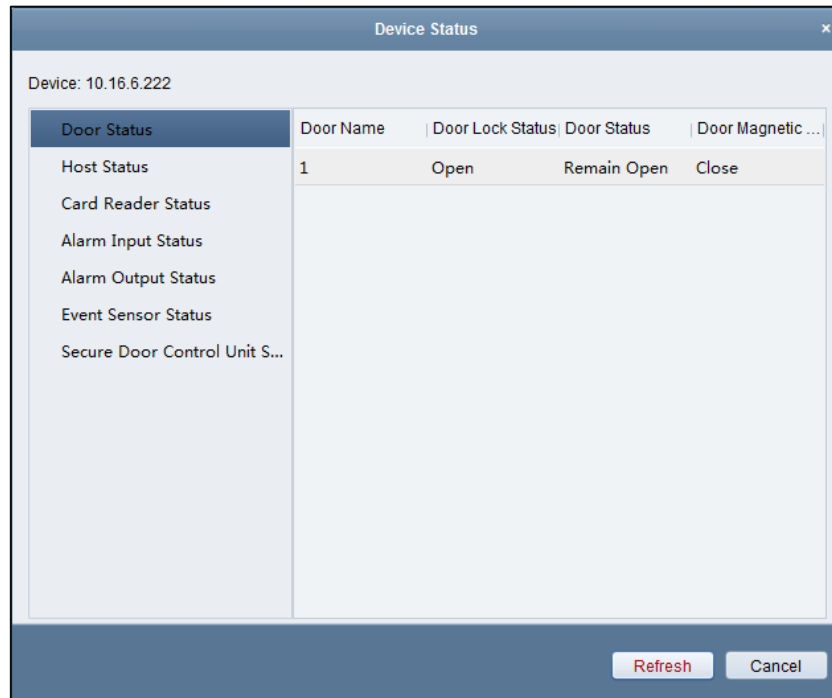 Device Status
×
Device: 10.16.6.222
Door Status
Host Status
Card Reader Status
Alarm Input Status
Alarm Output Status
Event Sensor Status
Secure Door Control Unit S...
Door Name Door Lock Status Door Status Door Magnetic ...
1 Open Remain Open Close
Refresh Cancel